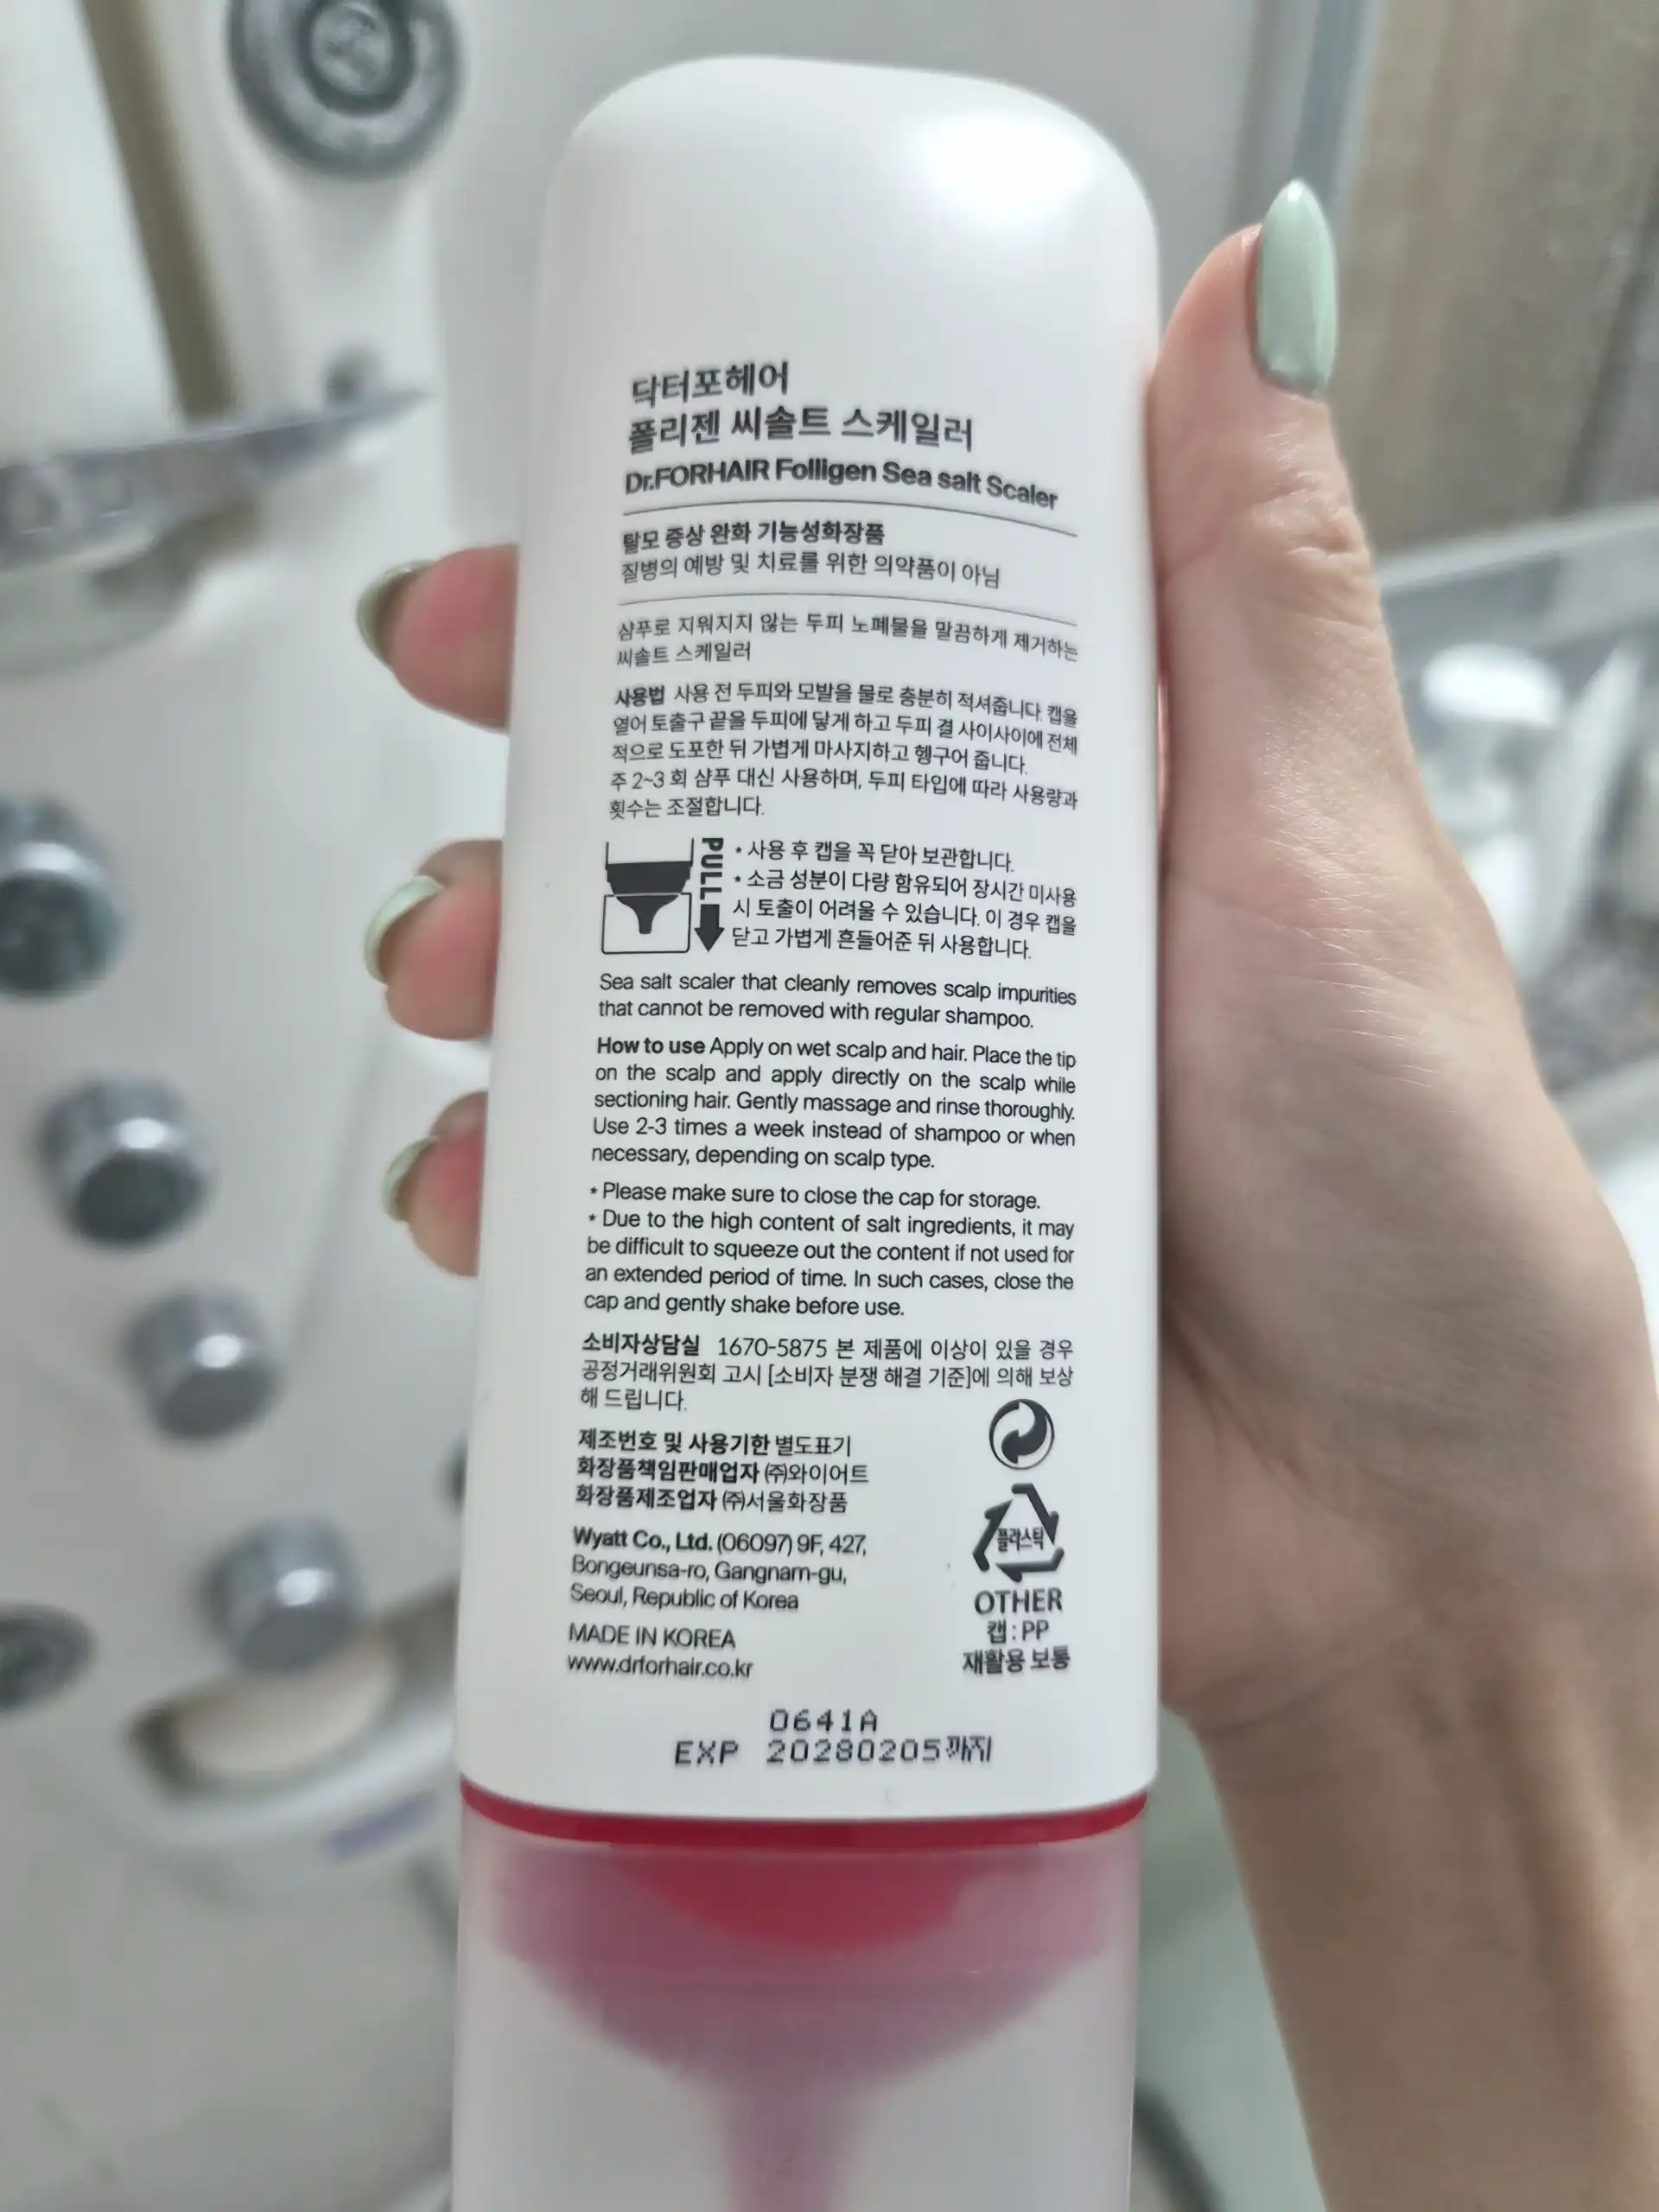 닥터포헤어
폴리젠 씨솔트 스케일러
Dr.FORHAIR Folligen Sea salt Scaler
탈모 증상 완화 기능성화장품
질병의 예방 및 치료를 위한 의약품이 아님
샴푸로 지워지지 않는 두피 노폐물을 말끔하게 제거하는
씨솔트 스케일러
사용법 사용 전 두피와 모발을 물로 충분히 적셔줍니다. 캡을
열어 토출구 끝을 두피에 닿게 하고 두피 결 사이사이에 전체
적으로 도포한 뒤 가볍게 마사지하고 헹구어 줍니다.
주 2~3 회 샴푸 대신 사용하며, 두피 타입에 따라 사용량과
횟수는 조절합니다.
PULL
* 사용 후 캡을 꼭 닫아 보관합니다.
* 소금 성분이 다량 함유되어 장시간 미사용
시 토출이 어려울 수 있습니다. 이 경우 캡을
닫고 가볍게 흔들어준 뒤 사용합니다.
Sea salt scaler that cleanly removes scalp impurities
that cannot be removed with regular shampoo.
How to use Apply on wet scalp and hair. Place the tip
on the scalp and apply directly on the scalp while
sectioning hair. Gently massage and rinse thoroughly.
Use 2-3 times a week instead of shampoo or when
necessary, depending on scalp type.
* Please make sure to close the cap for storage.
* Due to the high content of salt ingredients, it may
be difficult to squeeze out the content if not used for
an extended period of time. In such cases, close the
cap and gently shake before use.
소비자상담실 1670-5875 본 제품에 이상이 있을 경우
공정거래위원회 고시 [소비자 분쟁 해결 기준]에 의해 보상
해 드립니다.
제조번호 및 사용기한 별도표기
화장품책임판매업자 ㈜와이어트
화장품제조업자 ㈜서울화장품
Wyatt Co., Ltd. (06097) 9F, 427,
Bongeunsa-ro, Gangnam-gu,
Seoul, Republic of Korea
MADE IN KOREA
www.drforhair.co.kr
플라스틱
OTHER
캡 : PP
재활용 보통
0641A
EXP 20280205까지